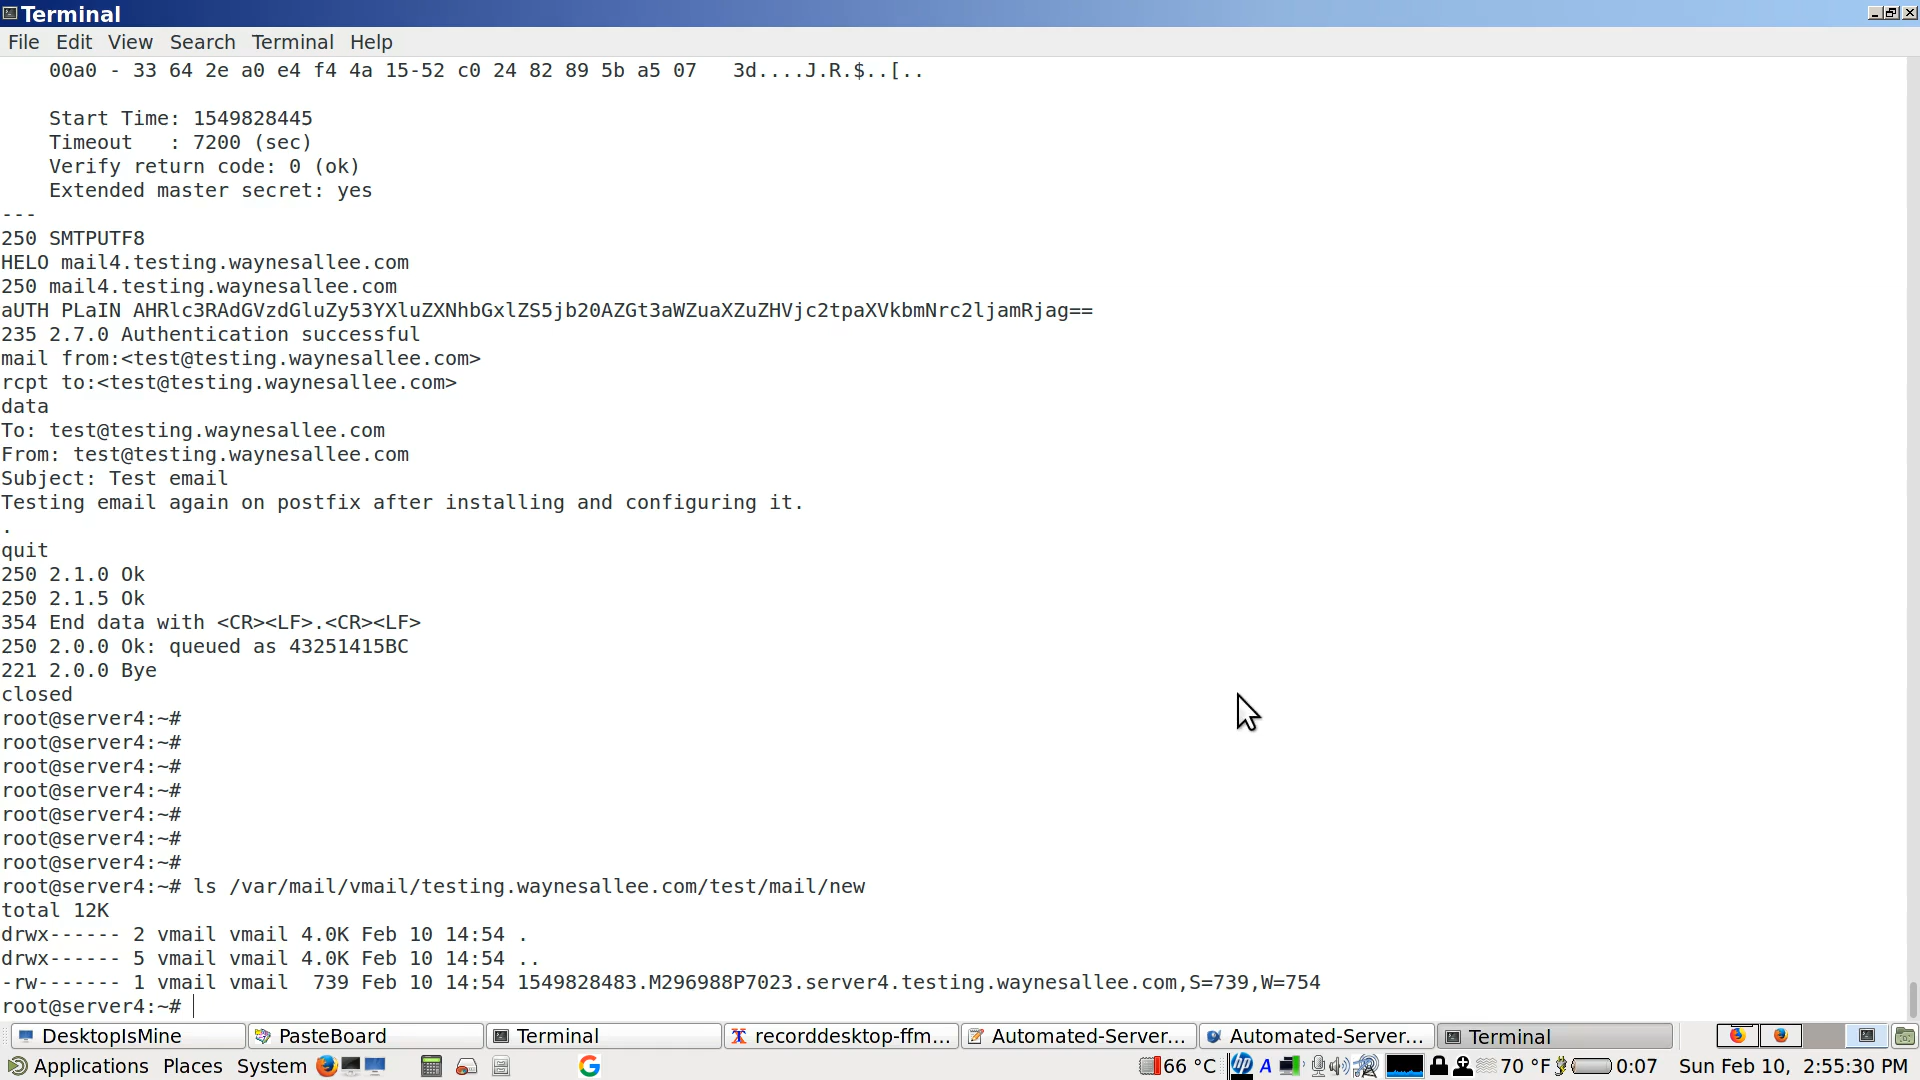 Terminal
File Edit View Search Terminal Help
    00a0 - 33 64 2e a0 e4 f4 4a 15-52 c0 24 82 89 5b a5 07   3d....J.R.$..[..
    Start Time: 1549828445
    Timeout   : 7200 (sec)
    Verify return code: 0 (ok)
    Extended master secret: yes
---
250 SMTPUTF8
HELO mail4.testing.waynesallee.com
250 mail4.testing.waynesallee.com
aUTH PLaIN AHRlc3RAdGVzdGluZy53YXluZXNhbGxlZS5jb20AZGt3aWZuaXZuZHVjc2tpaXVkbmNrc2ljamRjag==
235 2.7.0 Authentication successful
mail from:<test@testing.waynesallee.com>
rcpt to:<test@testing.waynesallee.com>
data
To: test@testing.waynesallee.com
From: test@testing.waynesallee.com
Subject: Test email
Testing email again on postfix after installing and configuring it.
.
quit
250 2.1.0 Ok
250 2.1.5 Ok
354 End data with <CR><LF>.<CR><LF>
250 2.0.0 Ok: queued as 43251415BC
221 2.0.0 Bye
closed
root@server4:~#
root@server4:~#
root@server4:~#
root@server4:~#
root@server4:~#
root@server4:~#
root@server4:~#
root@server4:~# ls /var/mail/vmail/testing.waynesallee.com/test/mail/new
total 12K
drwx------ 2 vmail vmail 4.0K Feb 10 14:54 .
drwx------ 5 vmail vmail 4.0K Feb 10 14:54 ..
-rw------- 1 vmail vmail  739 Feb 10 14:54 1549828483.M296988P7023.server4.testing.waynesallee.com,S=739,W=754
root@server4:~#
DesktopIsMine PasteBoard Terminal recorddesktop-ffm... Automated-Server... Automated-Server... Terminal
Applications Places System G 66 °C hp A 70 °F 0:07 Sun Feb 10, 2:55:30 PM